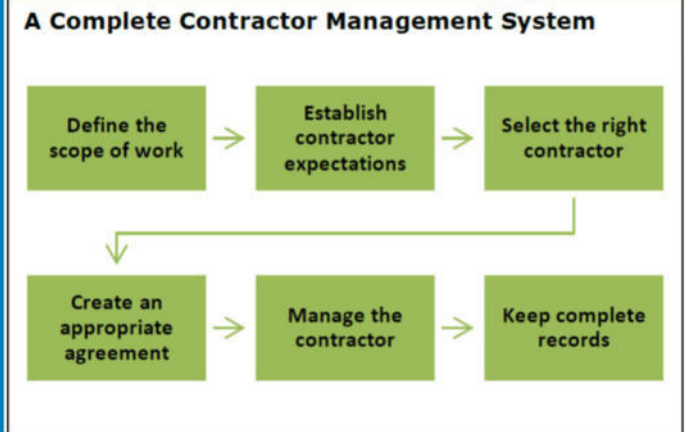 A Complete Contractor Management System
Define the
scope of work
Establish
contractor
expectations
Select the right
contractor
Create an
appropriate
agreement
Manage the
contractor
Keep complete
records